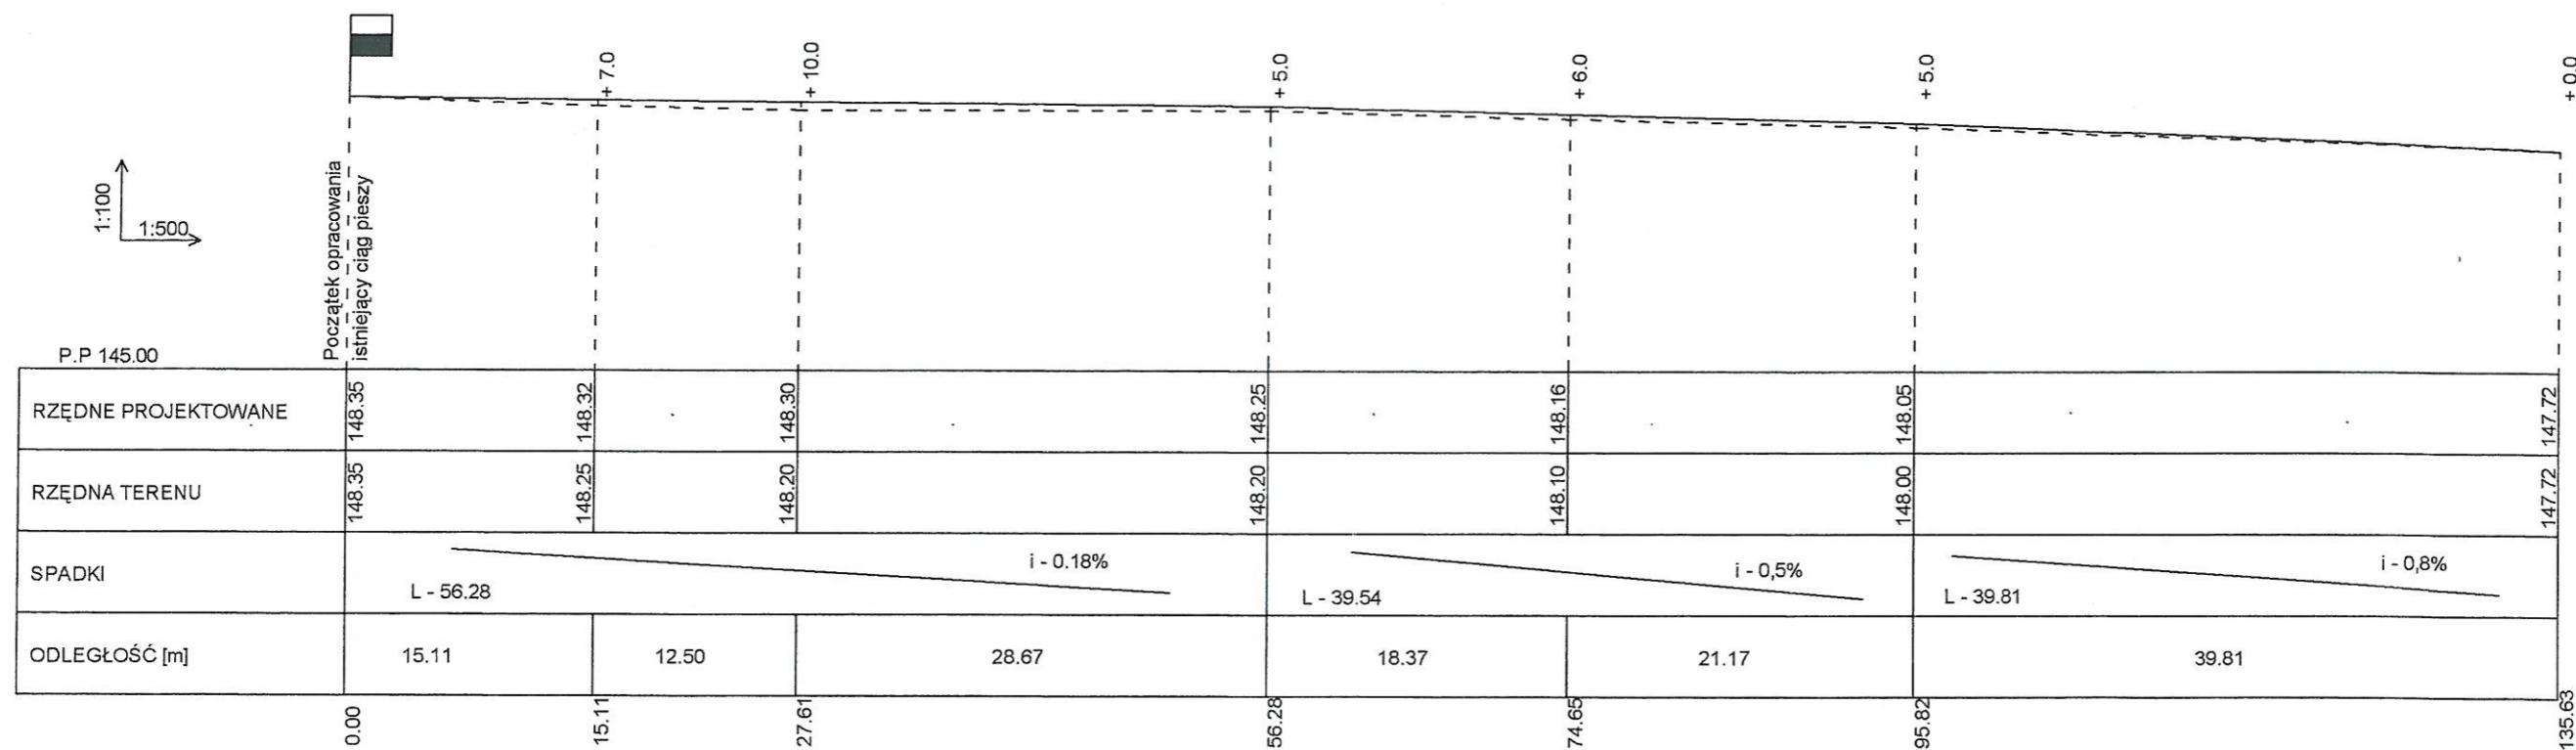 + 7.0
+ 10.0
+ 5.0
+ 6.0
+ 5.0
+ 0.0
1:100
1:500
Początek opracowania
istniejący ciąg pieszy
P.P 145.00
RZĘDNE PROJEKTOWANE 148.35 148.32 148.30 148.25 148.16 148.05 147.72
RZĘDNA TERENU 148.35 148.25 148.20 148.20 148.10 148.00 147.72
SPADKI
L - 56.28 i - 0.18%
L - 39.54 i - 0,5%
L - 39.81 i - 0,8%
ODLEGŁOŚĆ [m] 15.11 12.50 28.67 18.37 21.17 39.81
0.00 15.11 27.61 56.28 74.65 95.82 135.63